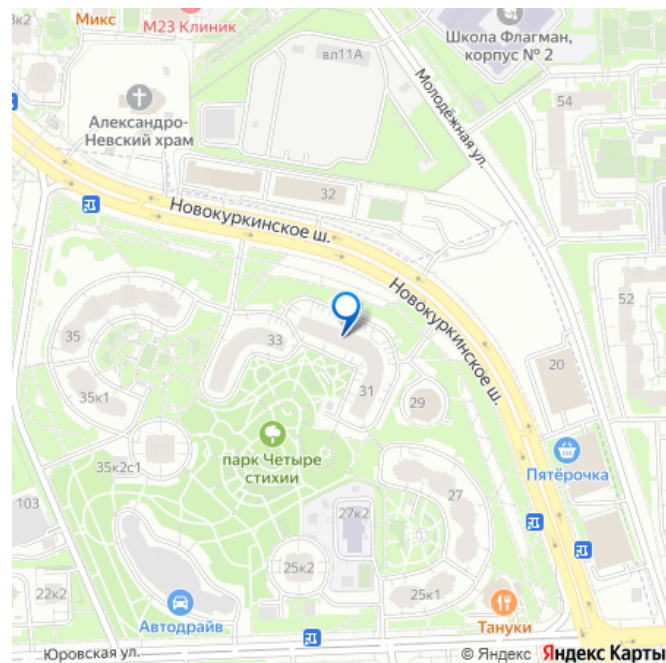 23к2
Микс
М23 Клиник
Школа Флагман,
корпус № 2
вл11А
Молодёжная ул.
54
Александро-
Невский храм
32
Новокуркинское ш.
Новокуркинское ш.
52
35
33
31
29
20
35к1
Пятёрочка
парк Четыре
стихии
35к2с1
27
103
27к2
25к2
22к2
25к1
Автодрайв
Тануки
Юровская ул.
© Яндекс Яндекс Карты